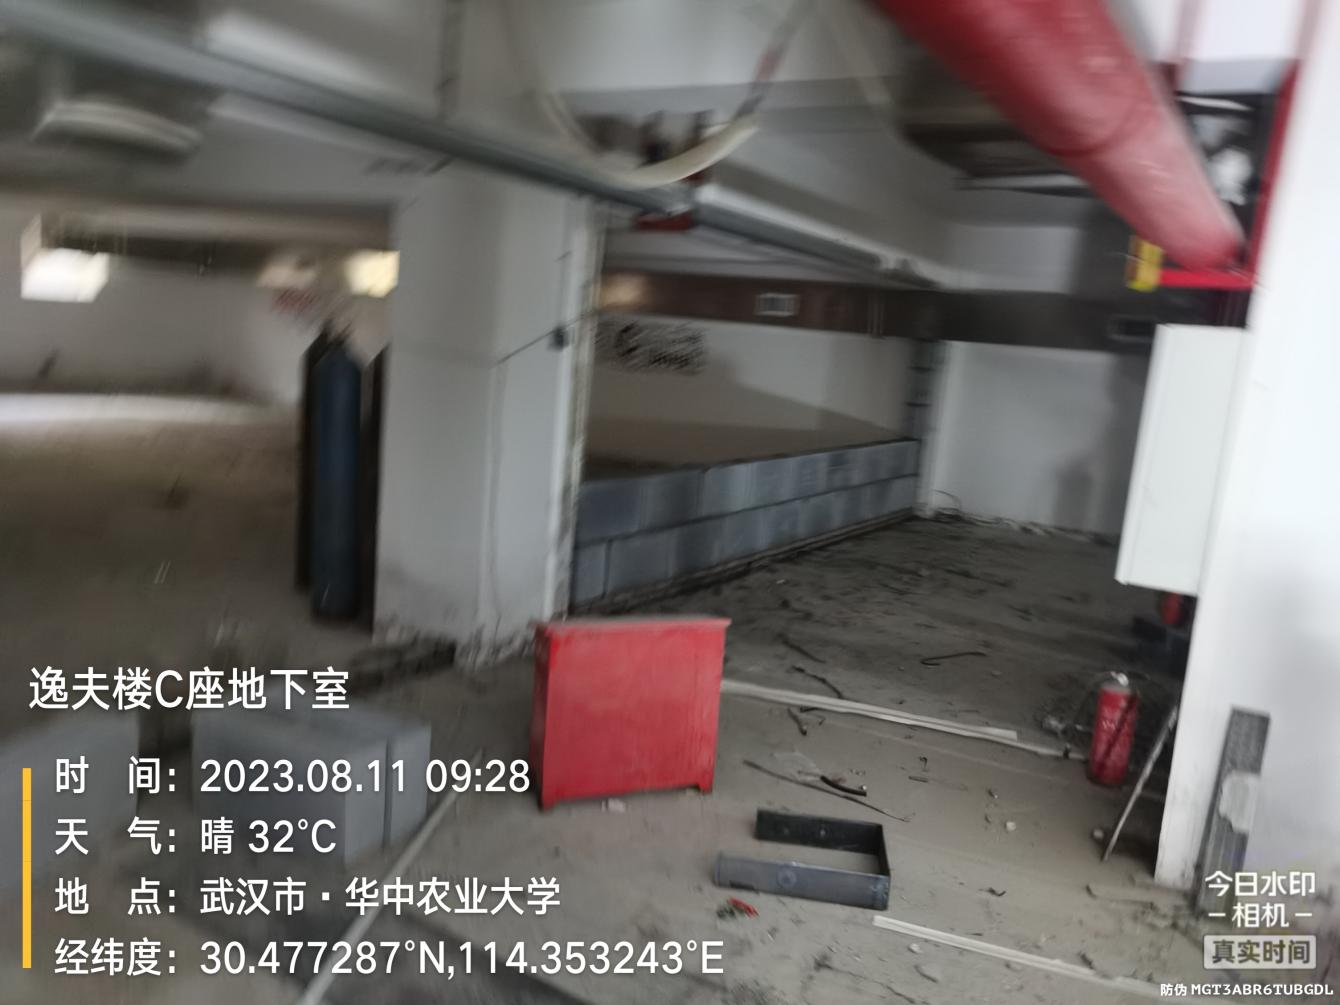 逸夫楼C座地下室
时 间：2023.08.11 09:28
天 气：晴 32℃
地 点：武汉市·华中农业大学
经纬度：30.477287°N,114.353243°E
今日水印
-相机-
真实时间
防伪 MGT3ABR6TUBGDL